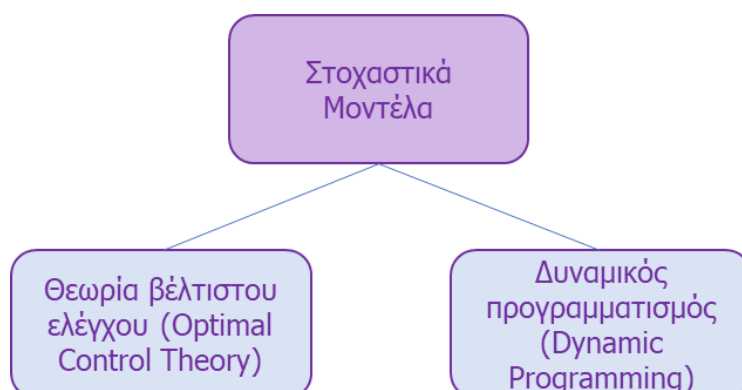 Στοχαστικά
Μοντέλα
Θεωρία βέλτιστου
ελέγχου (Optimal
Control Theory)
Δυναμικός
προγραμματισμός
(Dynamic
Programming)